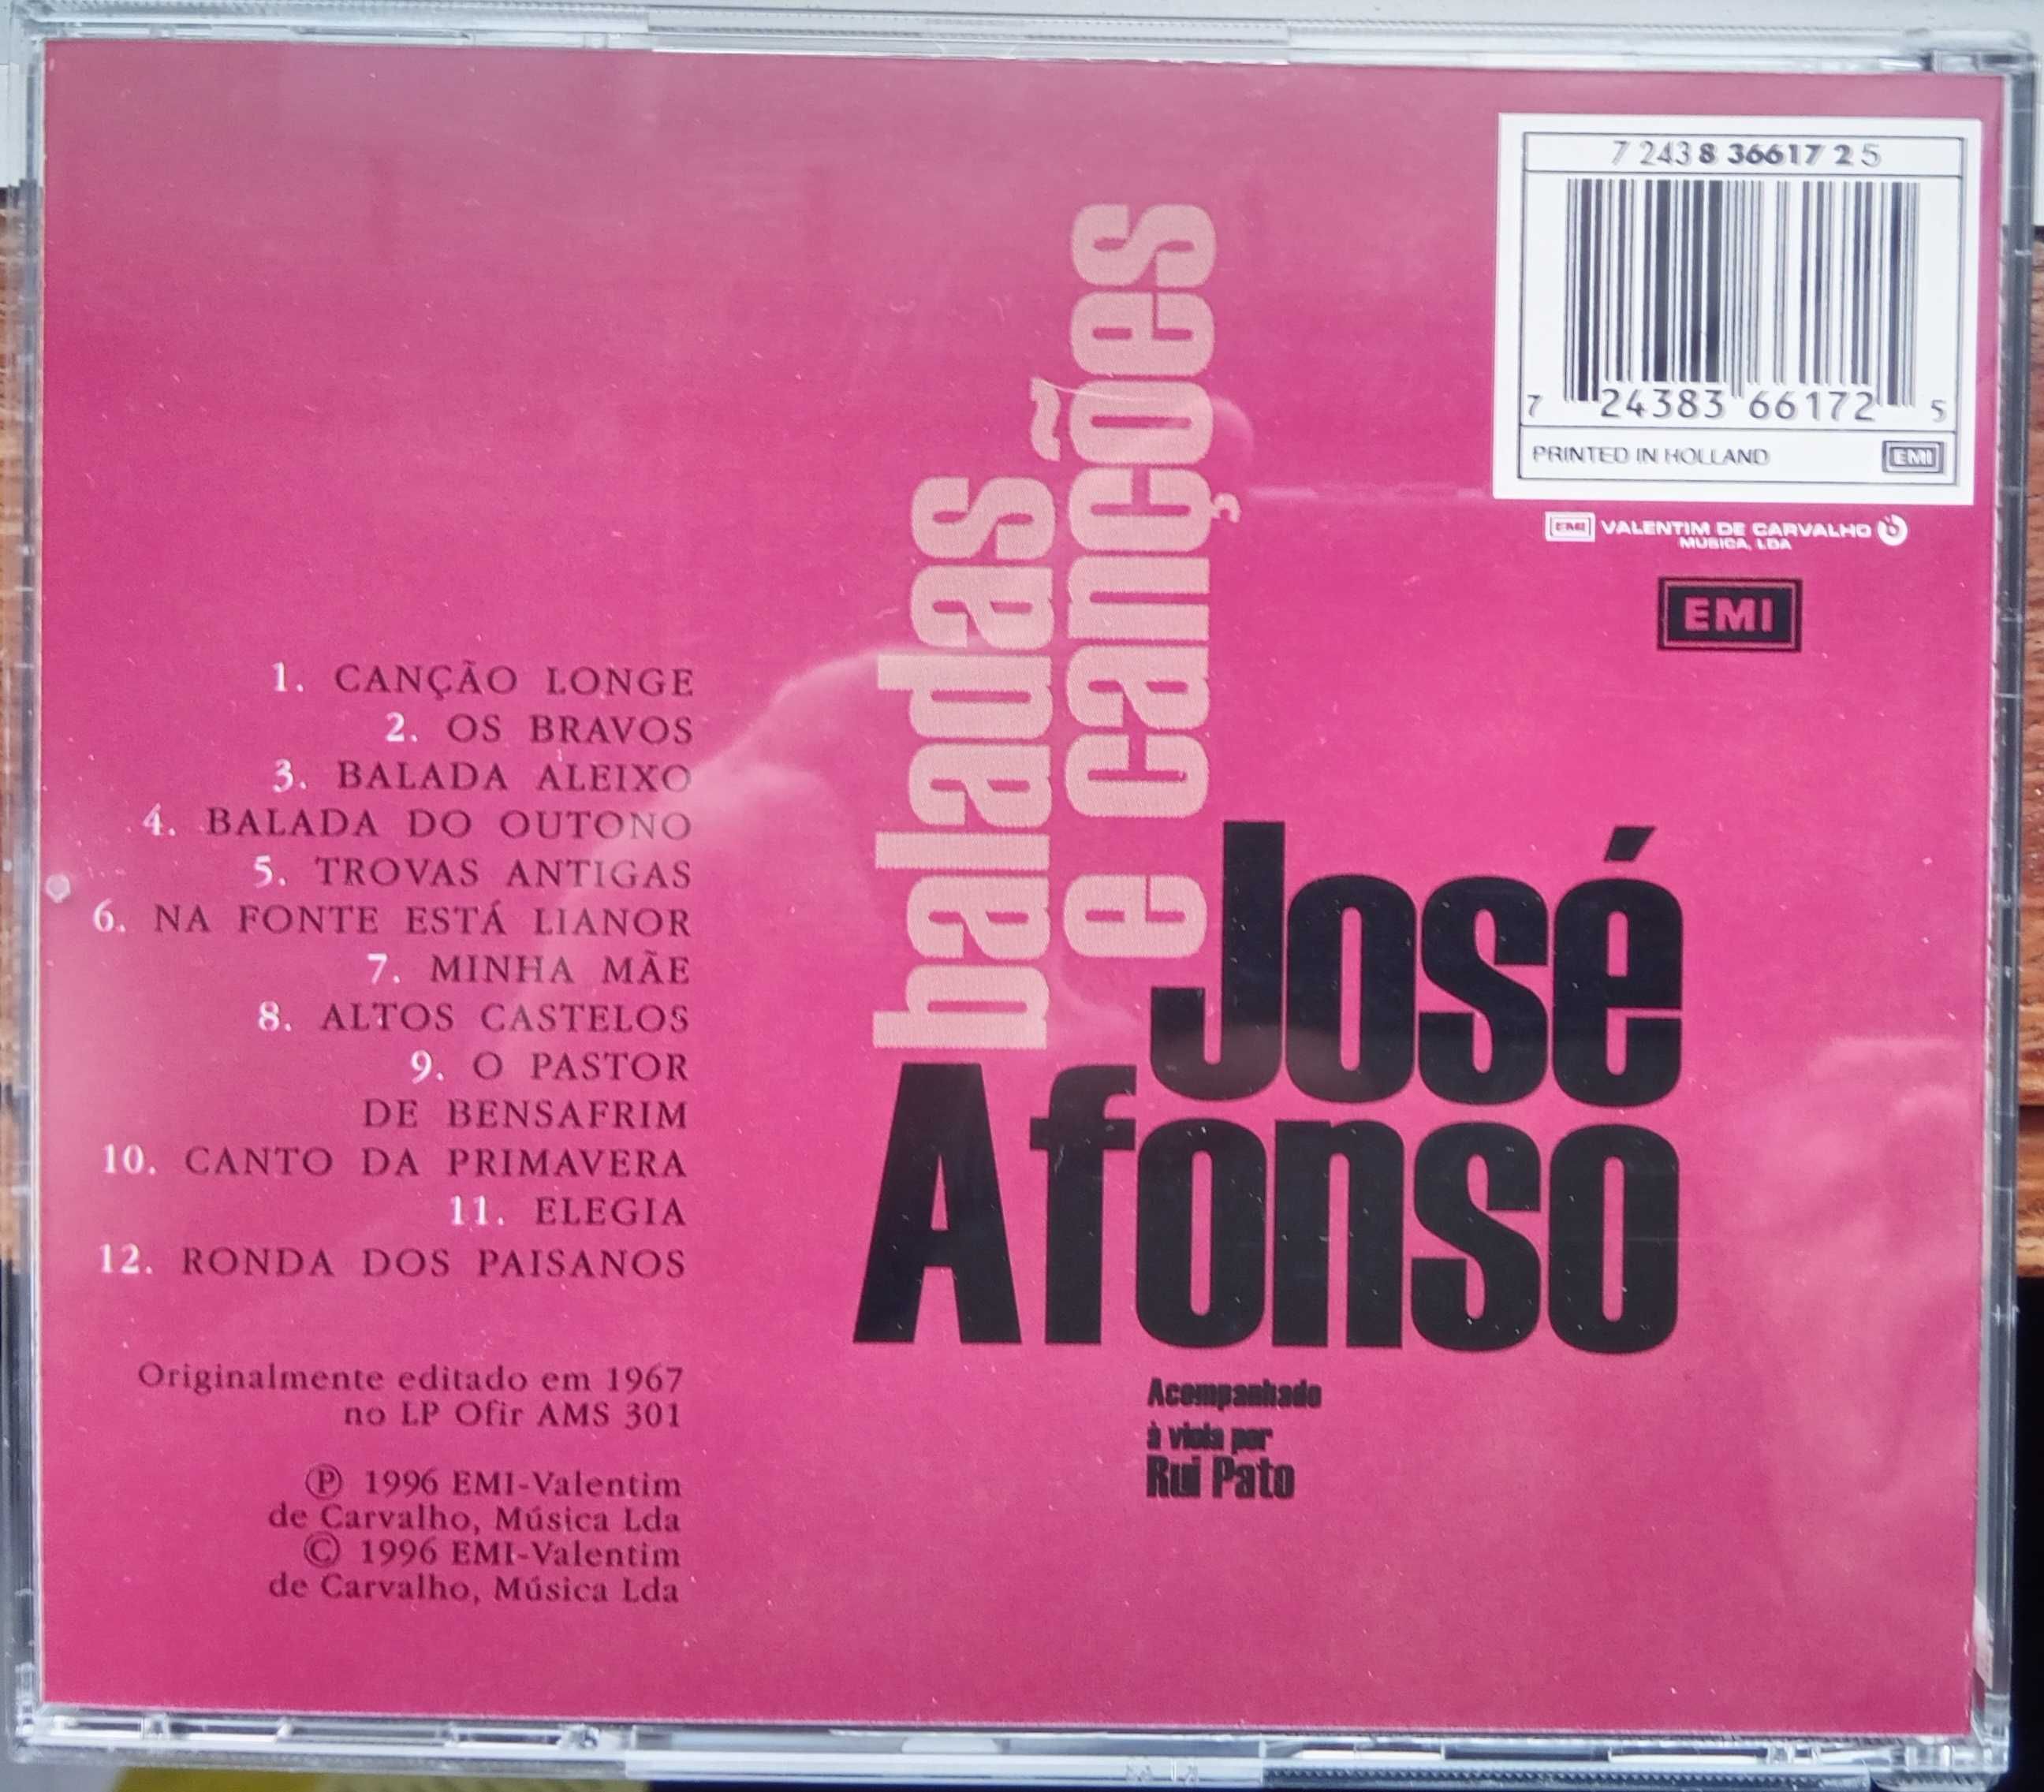 7 243 8 36617 2 5
7 24383 66172 5
PRINTED IN HOLLAND EMI
EMI VALENTIM DE CARVALHO
MÚSICA, LDA
EMI
baladas
e canções
José
Afonso
Acompanhado
à viola por
Rui Pato
1. CANÇÃO LONGE
2. OS BRAVOS
3. BALADA ALEIXO
4. BALADA DO OUTONO
5. TROVAS ANTIGAS
6. NA FONTE ESTÁ LIANOR
7. MINHA MÃE
8. ALTOS CASTELOS
9. O PASTOR
DE BENSAFRIM
10. CANTO DA PRIMAVERA
11. ELEGIA
12. RONDA DOS PAISANOS
Originalmente editado em 1967
no LP Ofir AMS 301
℗ 1996 EMI-Valentim
de Carvalho, Música Lda
© 1996 EMI-Valentim
de Carvalho, Música Lda